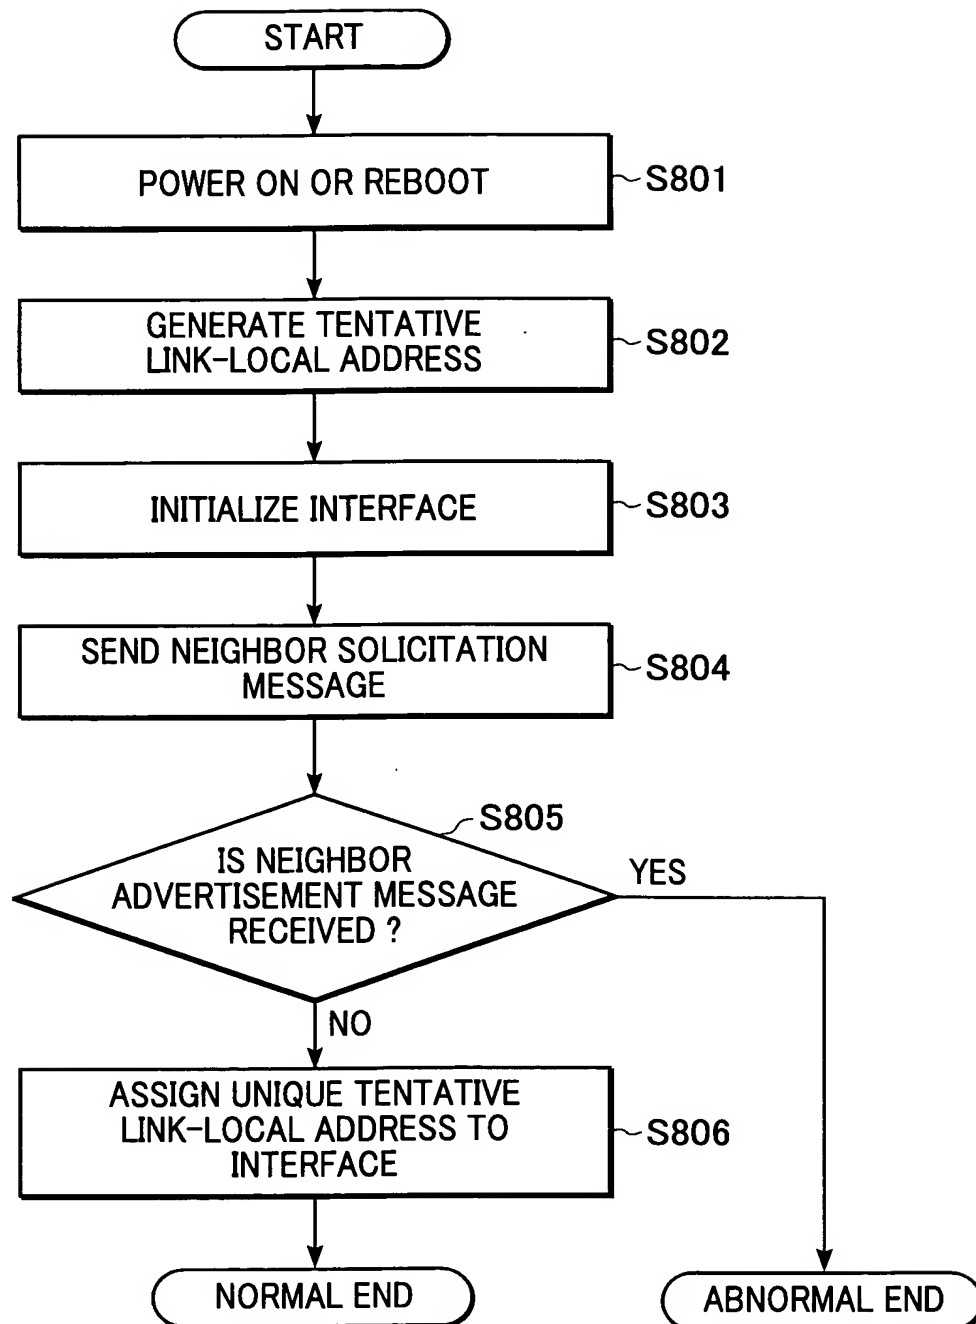 START
POWER ON OR REBOOT
S801
GENERATE TENTATIVE
LINK-LOCAL ADDRESS
S802
INITIALIZE INTERFACE
S803
SEND NEIGHBOR SOLICITATION
MESSAGE
S804
S805
IS NEIGHBOR
ADVERTISEMENT MESSAGE
RECEIVED ?
YES
NO
ASSIGN UNIQUE TENTATIVE
LINK-LOCAL ADDRESS TO
INTERFACE
S806
NORMAL END
ABNORMAL END